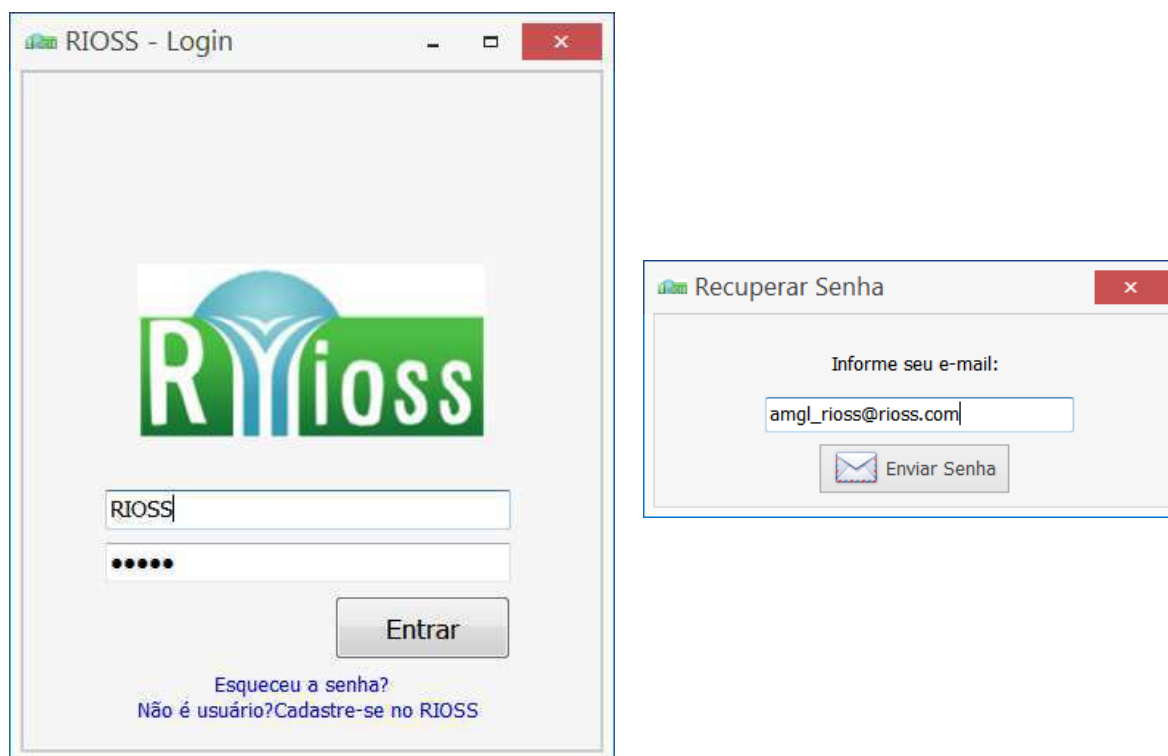 RIOSS - Login
R
ioss
RIOSS
•••••
Entrar
Esqueceu a senha?
Não é usuário?Cadastre-se no RIOSS
Recuperar Senha
Informe seu e-mail:
amgl_rioss@rioss.com
Enviar Senha